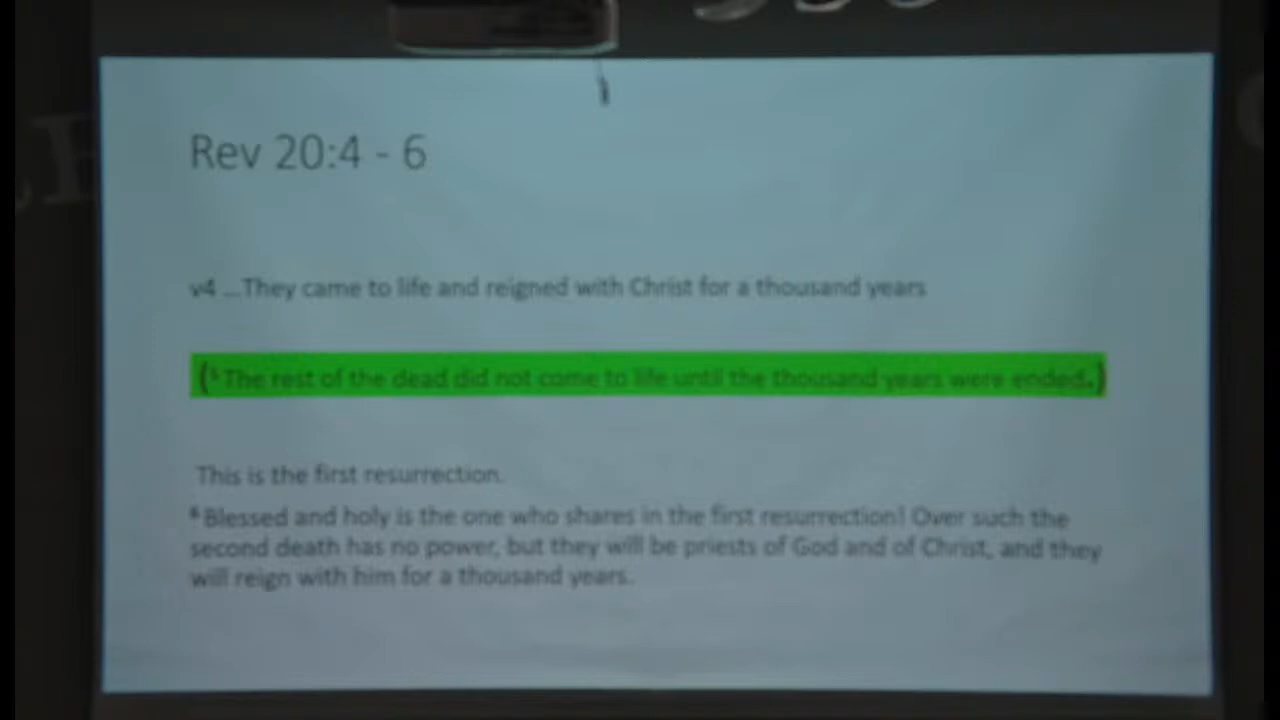 Rev 20:4 - 6
v4 ...They came to life and reigned with Christ for a thousand years
(⁵ The rest of the dead did not come to life until the thousand years were ended.)
This is the first resurrection.
⁶ Blessed and holy is the one who shares in the first resurrection! Over such the
second death has no power, but they will be priests of God and of Christ, and they
will reign with him for a thousand years.